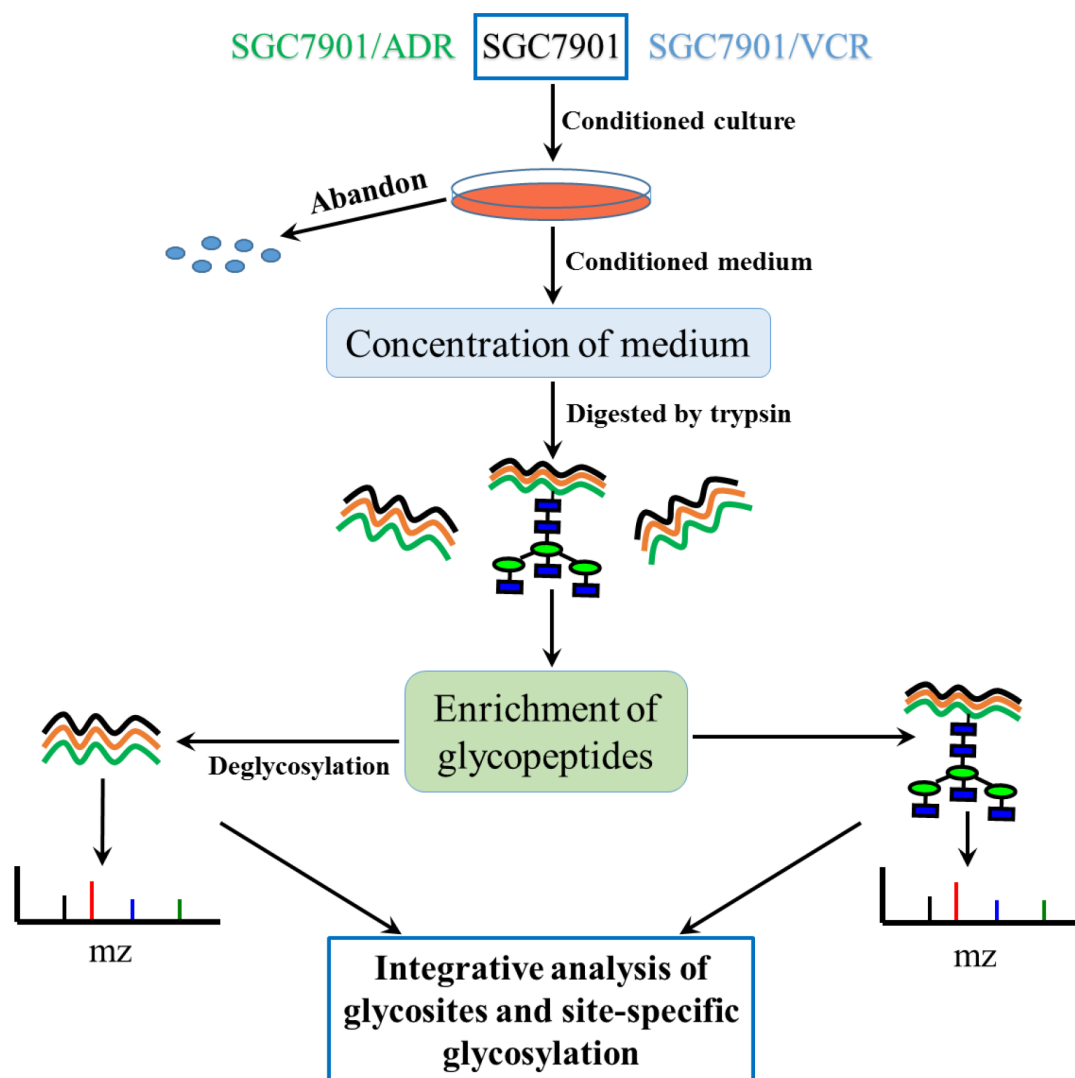 SGC7901/ADR SGC7901 SGC7901/VCR
Conditioned culture
Abandon
Conditioned medium
Concentration of medium
Digested by trypsin
Enrichment of
glycopeptides
Deglycosylation
mz
mz
Integrative analysis of
glycosites and site-specific
glycosylation